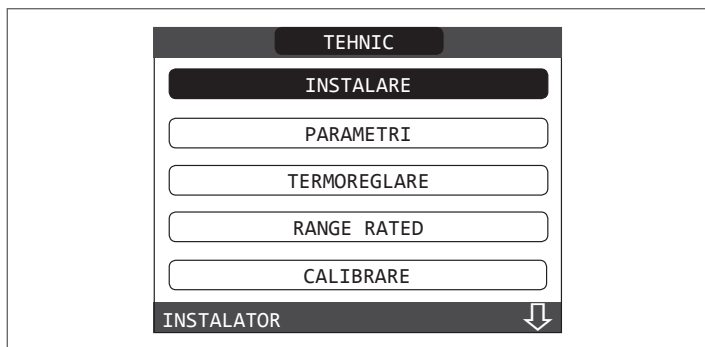 TEHNIC
INSTALARE
PARAMETRI
TERMOREGLARE
RANGE RATED
CALIBRARE
INSTALATOR